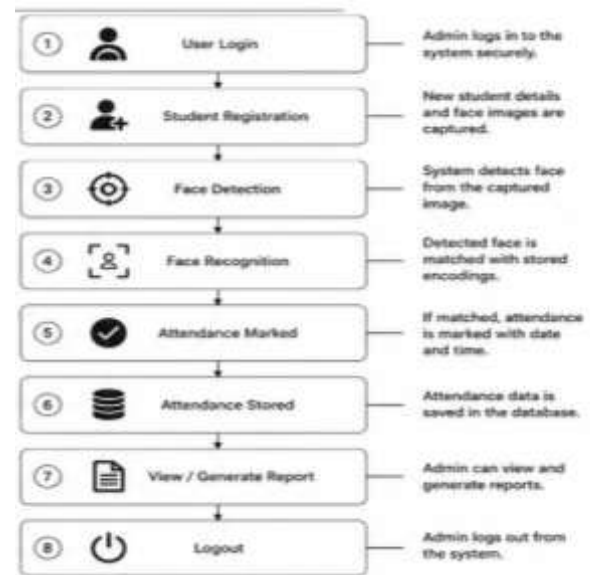 1
User Login
Admin logs in to the
system securely.
2
Student Registration
New student details
and face images are
captured.
3
Face Detection
System detects face
from the captured
image.
4
Face Recognition
Detected face is
matched with stored
encodings.
5
Attendance Marked
If matched, attendance
is marked with date
and time.
6
Attendance Stored
Attendance data is
saved in the database.
7
View / Generate Report
Admin can view and
generate reports.
8
Logout
Admin logs out from
the system.